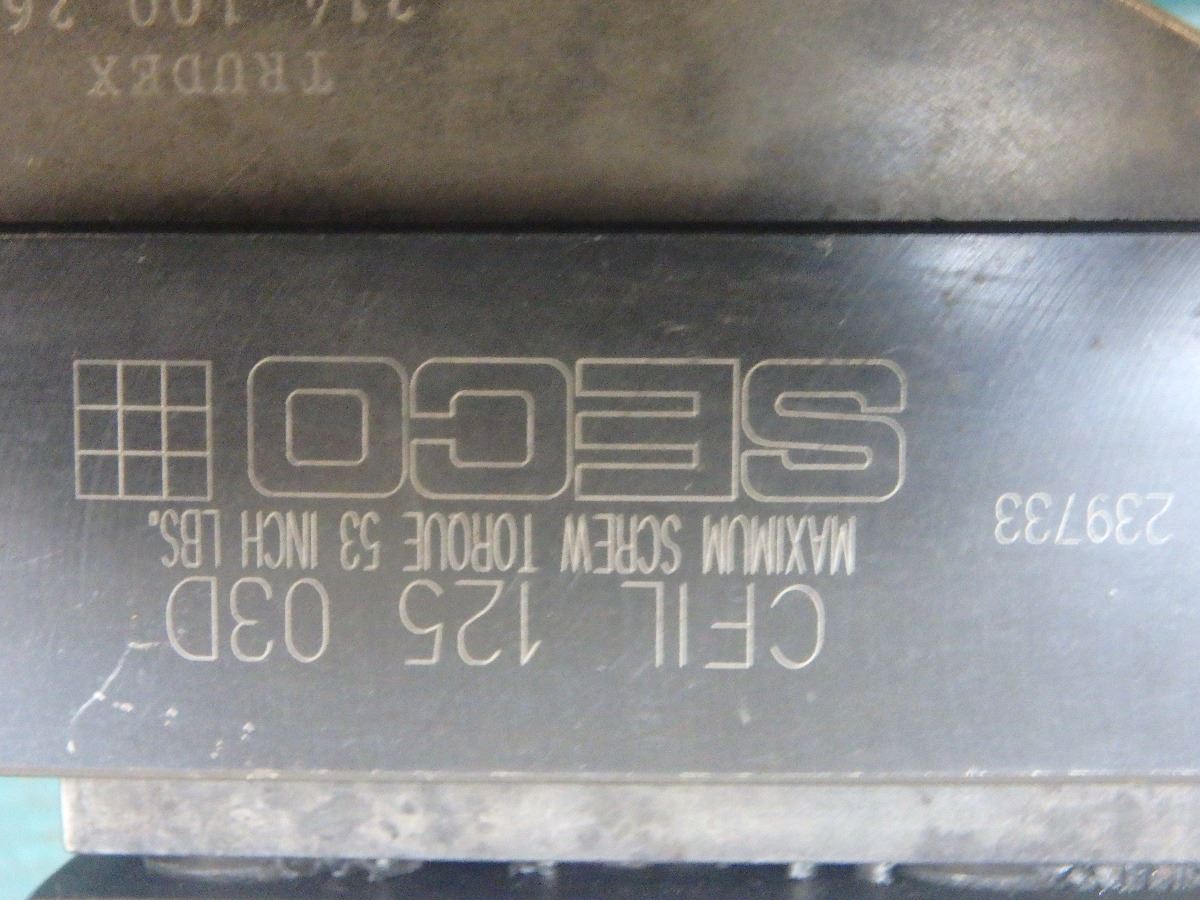 CFIL 125 03D
MAXIMUM SCREW TORQUE 53 INCH LBS.
239733
SECO
TRUDEX